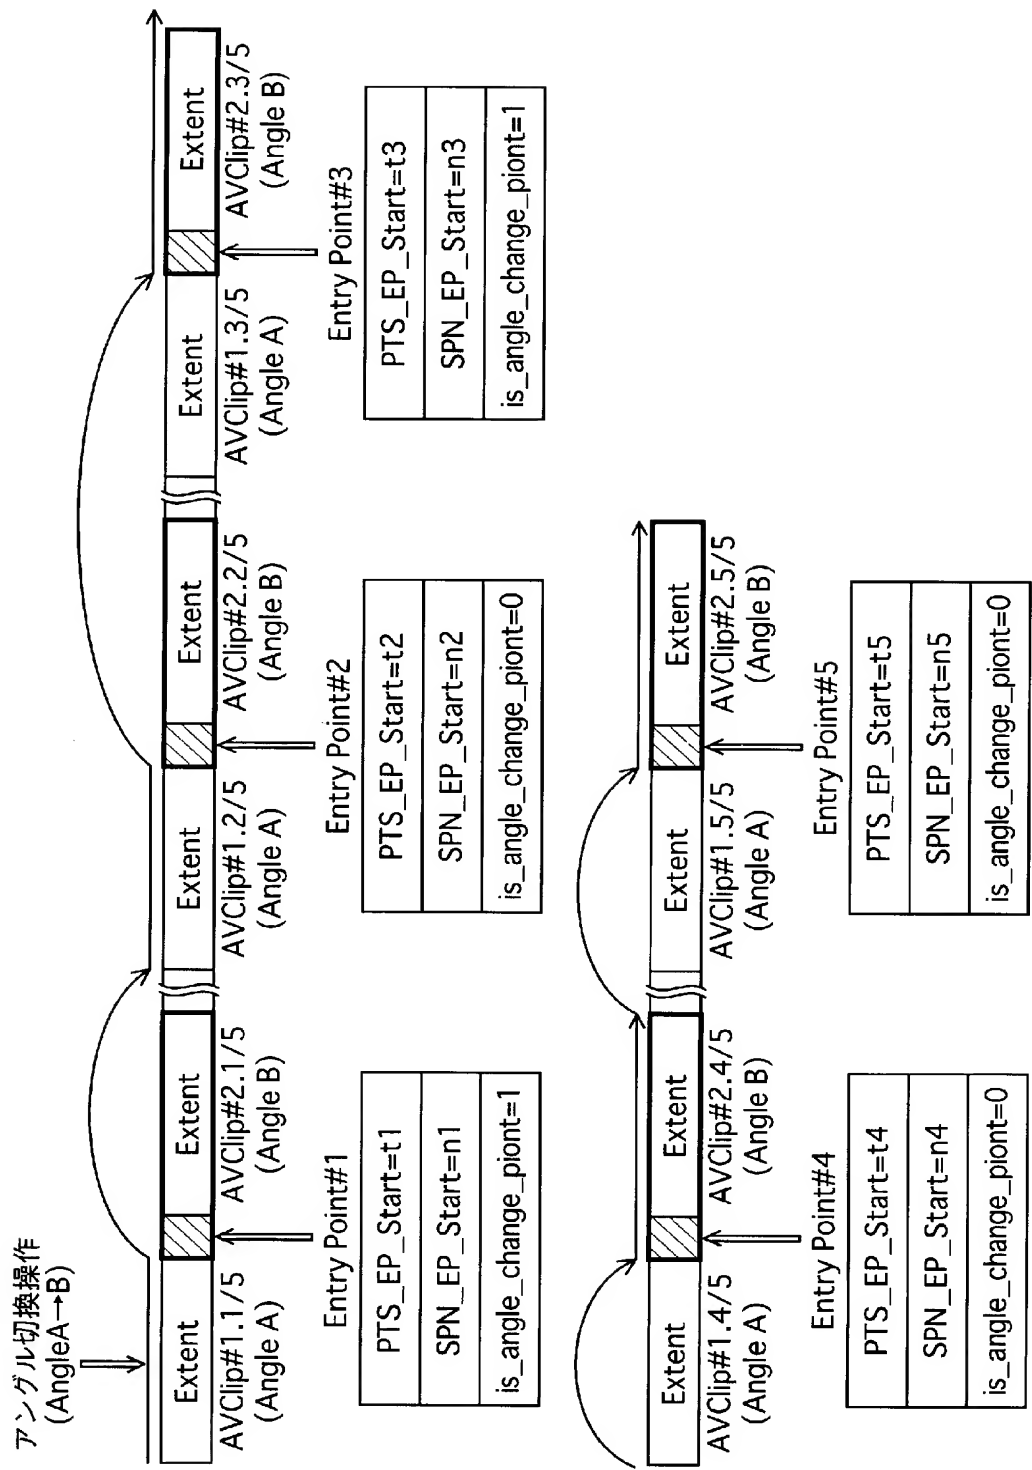 アングル切換操作
(AngleA→B)
Extent
Extent
Extent
Extent
Extent
Extent
AVClip#1.1/5
(Angle A)
AVClip#2.1/5
(Angle B)
AVClip#1.2/5
(Angle A)
AVClip#2.2/5
(Angle B)
AVClip#1.3/5
(Angle A)
AVClip#2.3/5
(Angle B)
Entry Point#1
PTS_EP_Start=t1
SPN_EP_Start=n1
is_angle_change_piont=1
Entry Point#2
PTS_EP_Start=t2
SPN_EP_Start=n2
is_angle_change_piont=0
Entry Point#3
PTS_EP_Start=t3
SPN_EP_Start=n3
is_angle_change_piont=1
Extent
Extent
Extent
Extent
AVClip#1.4/5
(Angle A)
AVClip#2.4/5
(Angle B)
AVClip#1.5/5
(Angle A)
AVClip#2.5/5
(Angle B)
Entry Point#4
PTS_EP_Start=t4
SPN_EP_Start=n4
is_angle_change_piont=0
Entry Point#5
PTS_EP_Start=t5
SPN_EP_Start=n5
is_angle_change_piont=0